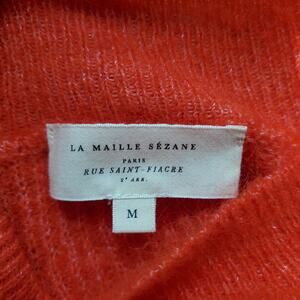 LA MAILLE SÉZANE
PARIS
RUE SAINT-FIACRE
2ᵉ ARR.
M